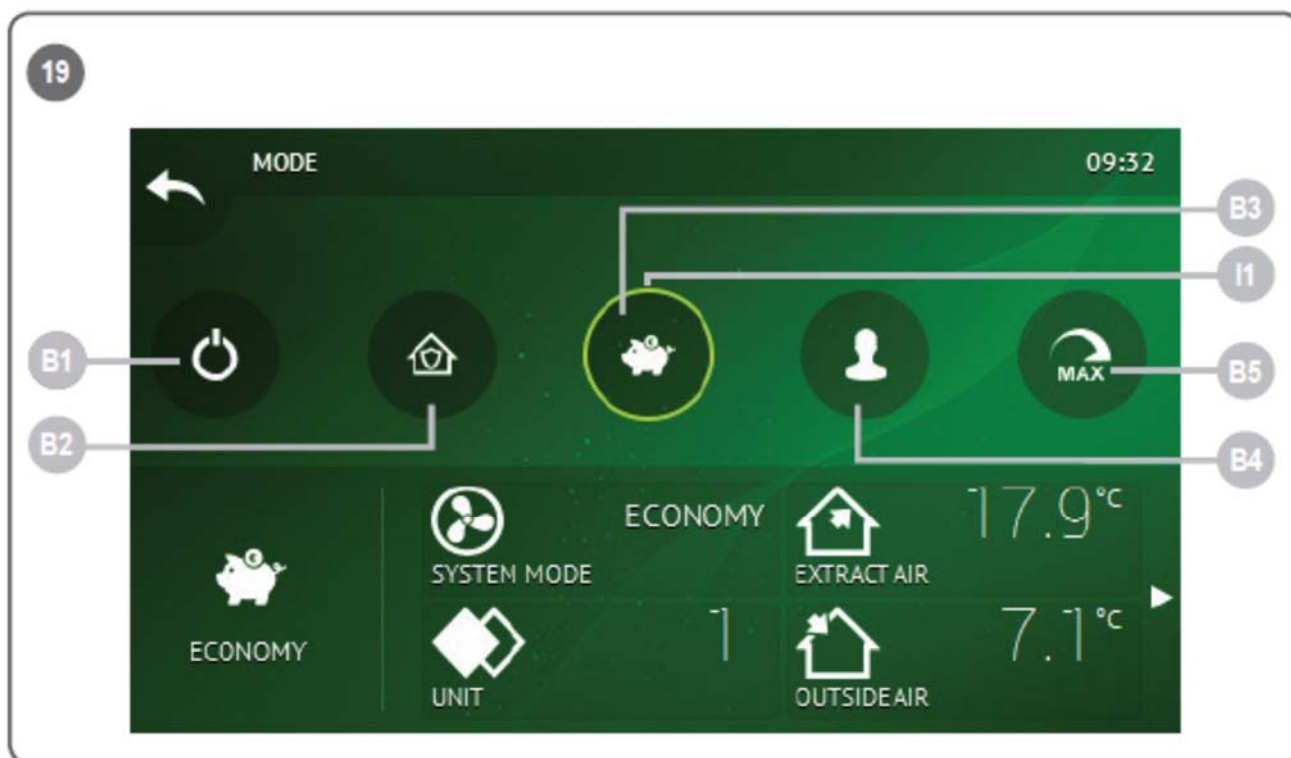 19
MODE
09:32
B3
I1
MAX
B1
B5
B2
B4
ECONOMY
SYSTEM MODE
17.9°C
EXTRACT AIR
ECONOMY
1
UNIT
7.1°C
OUTSIDE AIR